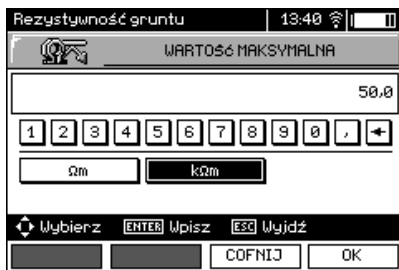 Rezystywność gruntu 13:40
WARTOŚĆ MAKSYMALNA
50,0
1 2 3 4 5 6 7 8 9 0 , ←
Ωm kΩm
Wybierz ENTER Wpisz ESC Wyjdź
COFNIJ OK